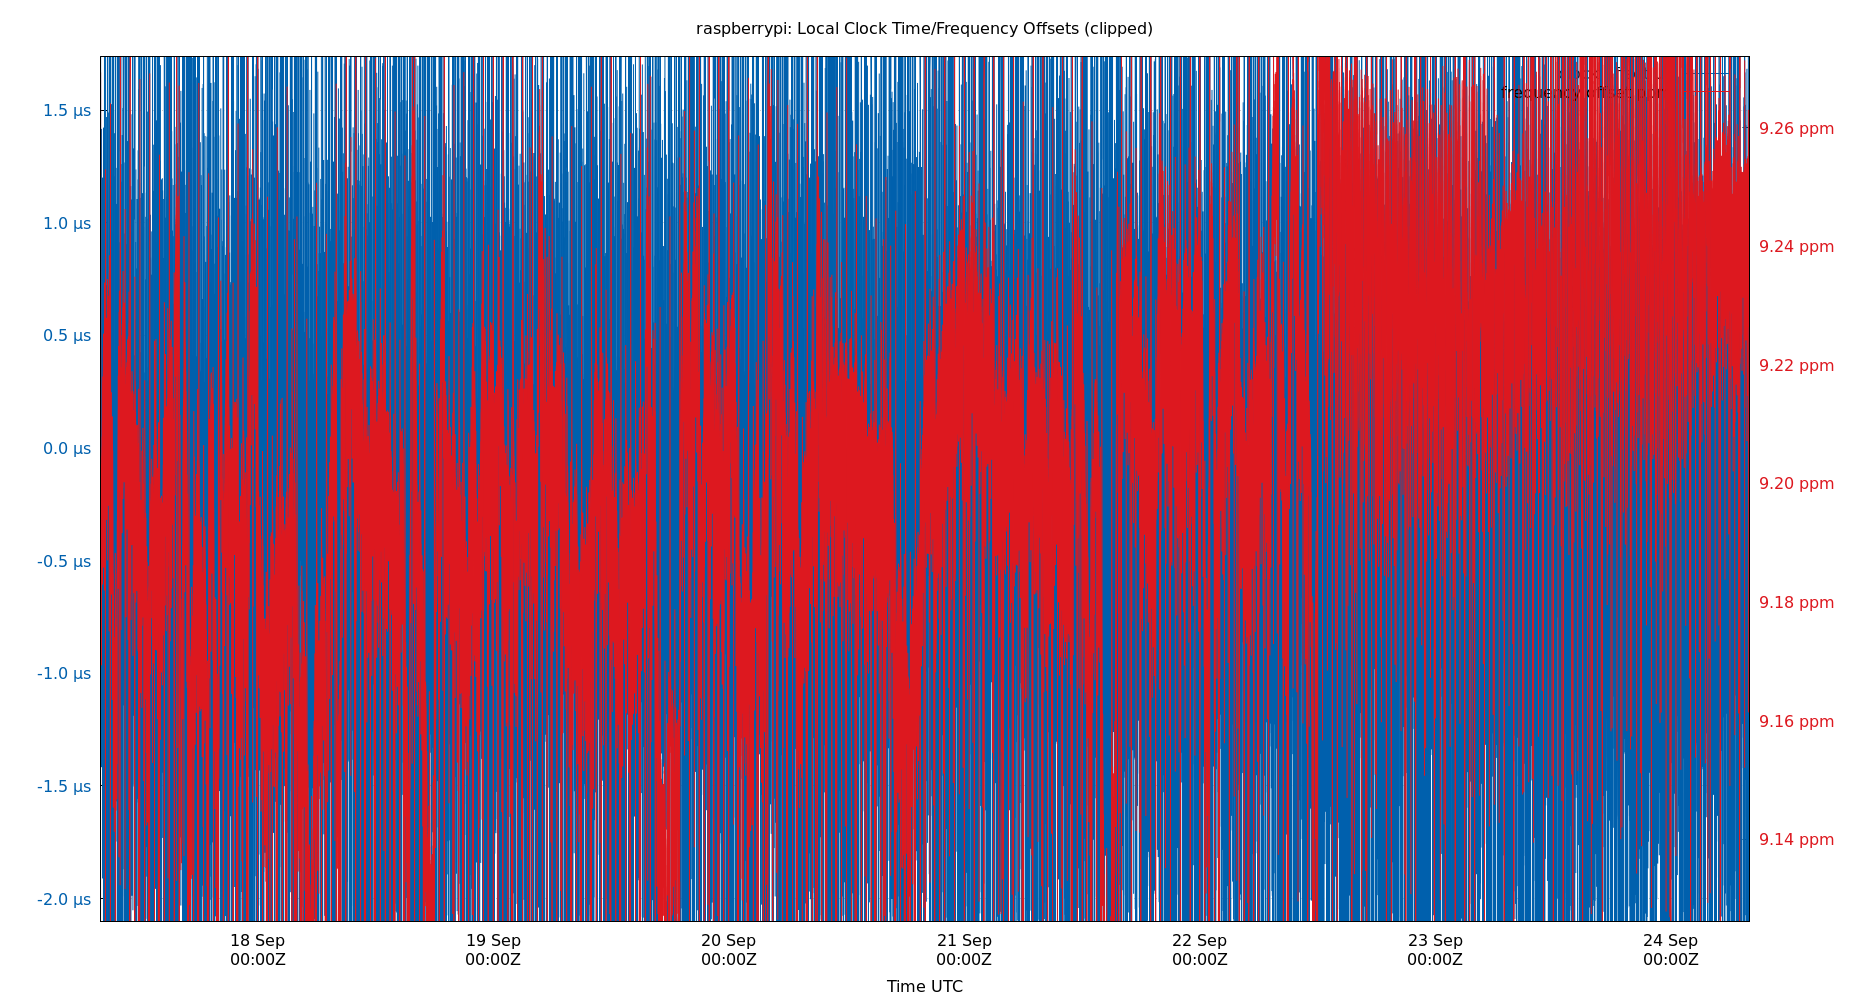 raspberrypi: Local Clock Time/Frequency Offsets (clipped)
frequency offset ppm
1.5 µs
1.0 µs
0.5 µs
0.0 µs
-0.5 µs
-1.0 µs
-1.5 µs
-2.0 µs
9.26 ppm
9.24 ppm
9.22 ppm
9.20 ppm
9.18 ppm
9.16 ppm
9.14 ppm
18 Sep 19 Sep 20 Sep 21 Sep 22 Sep 23 Sep 24 Sep
00:00Z 00:00Z 00:00Z 00:00Z 00:00Z 00:00Z 00:00Z
Time UTC